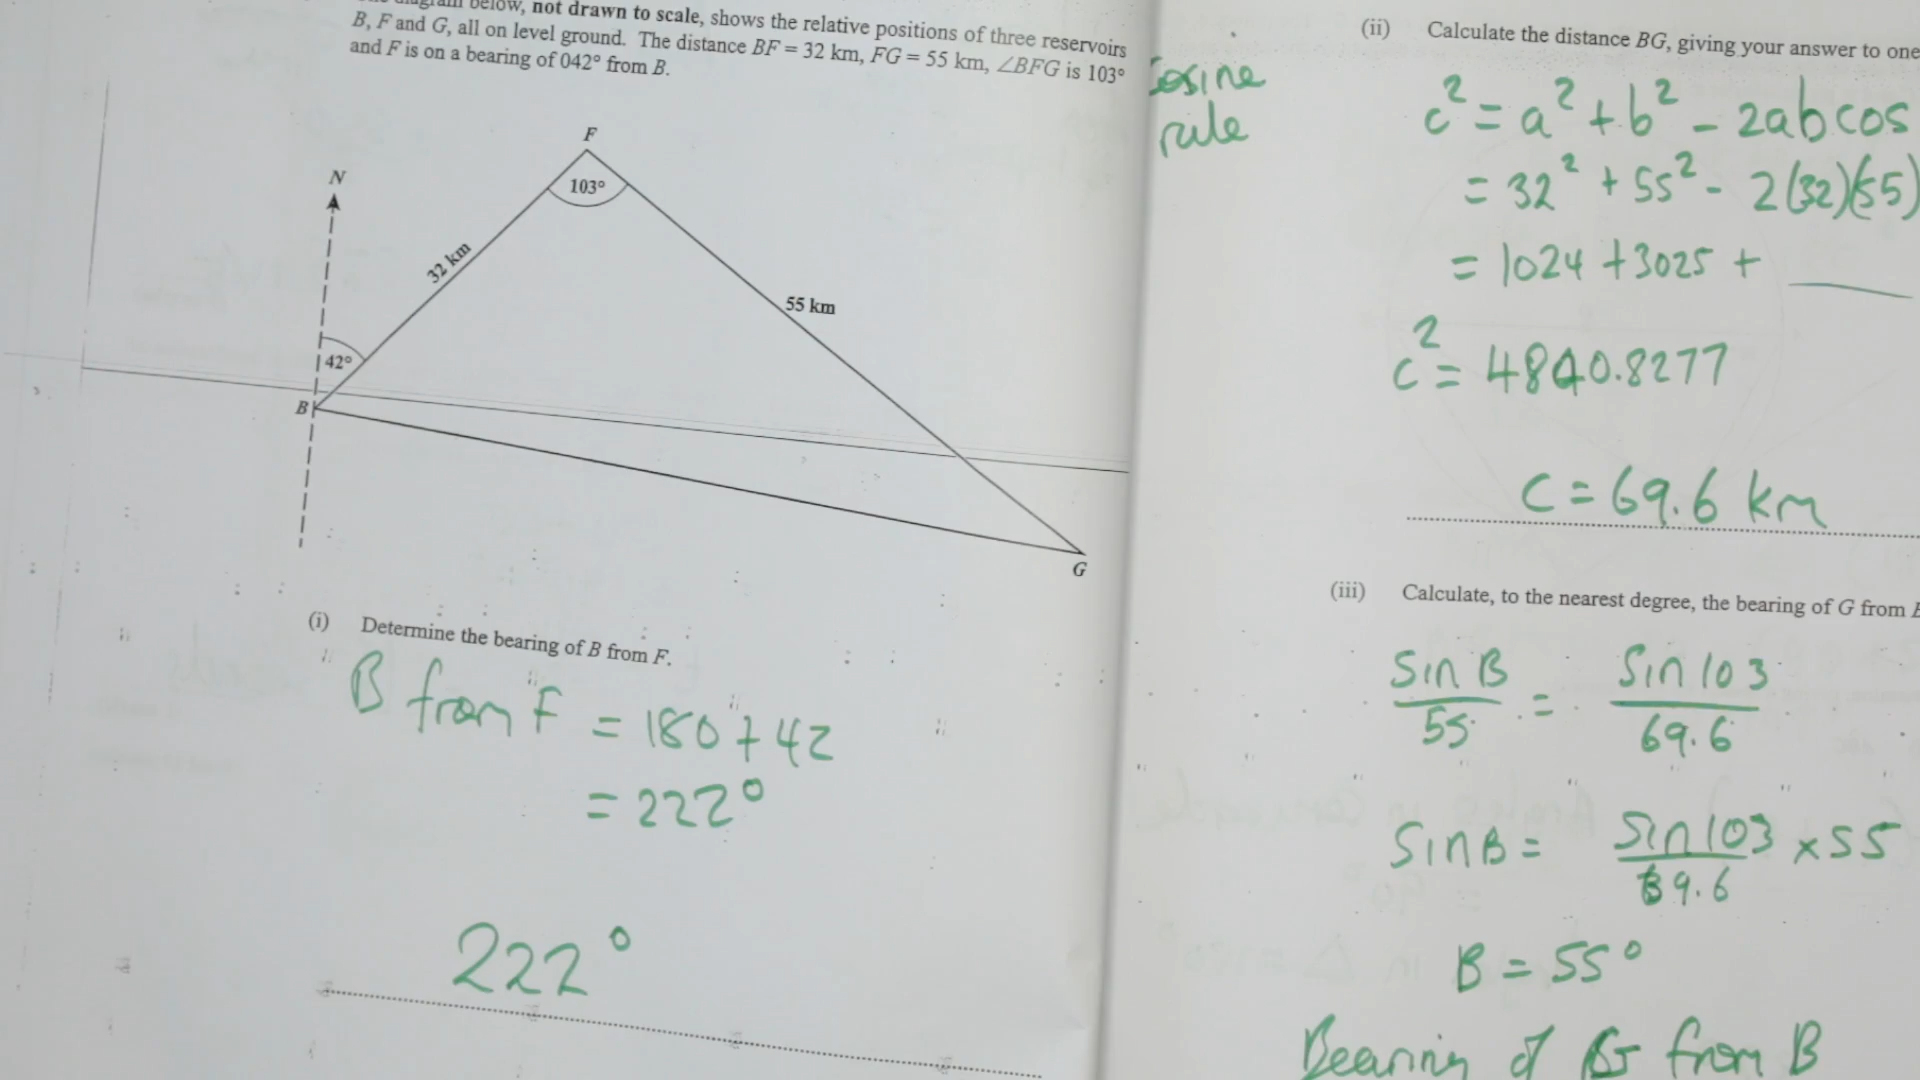 below, not drawn to scale, shows the relative positions of three reservoirs
B, F and G, all on level ground. The distance BF = 32 km, FG = 55 km, ∠BFG is 103°
and F is on a bearing of 042° from B.
F
N
103°
32 km
55 km
42°
B
G
(i) Determine the bearing of B from F.
B from F = 180 + 42
= 222°
222°
Cosine
rule
(ii) Calculate the distance BG, giving your answer to one
c² = a² + b² - 2ab cos
= 32² + 55² - 2(32)(55)
= 1024 + 3025 + ____
c² = 4840.8277
C = 69.6 km
(iii) Calculate, to the nearest degree, the bearing of G from
Sin B / 55 = Sin 103 / 69.6
Sin B = Sin 103 / 69.6 × 55
B = 55°
Bearing of G from B